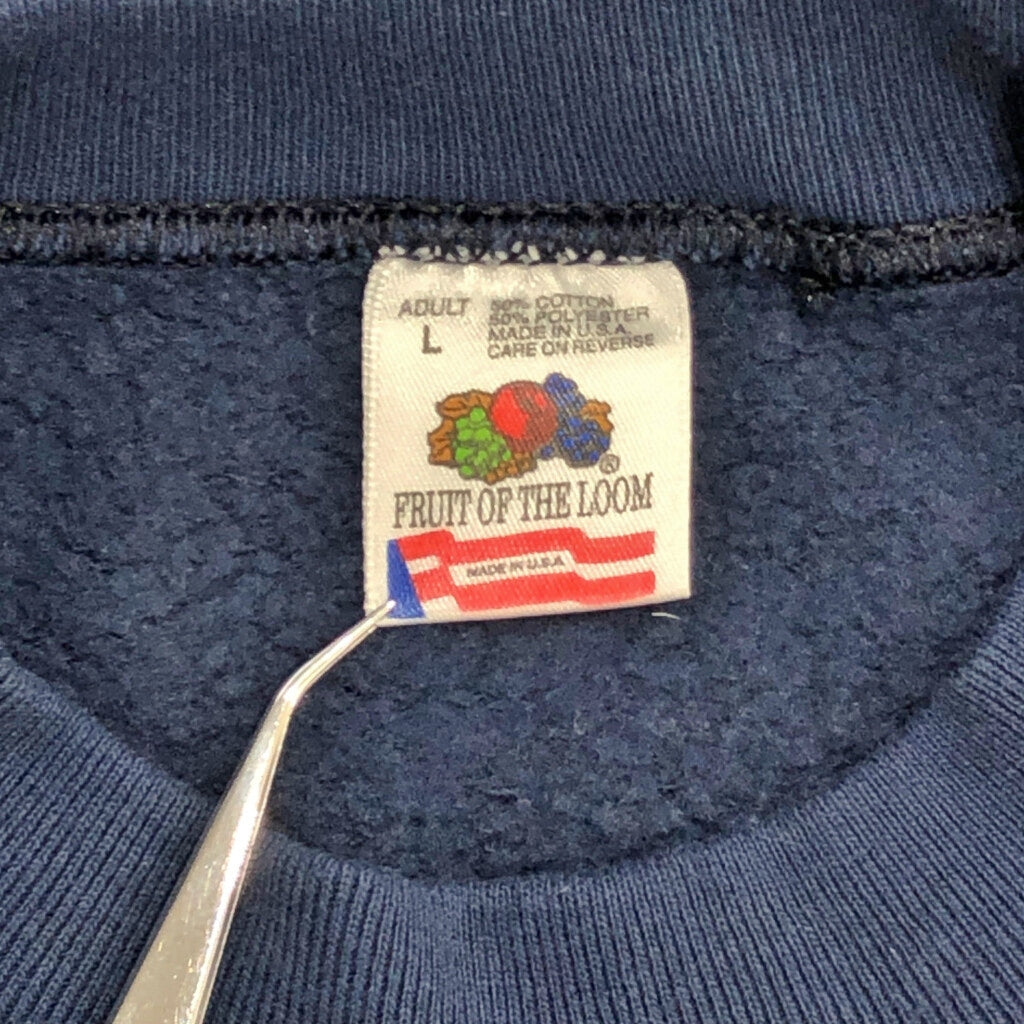 ADULT
L
50% COTTON
50% POLYESTER
MADE IN U.S.A.
CARE ON REVERSE
®
FRUIT OF THE LOOM
MADE IN U.S.A